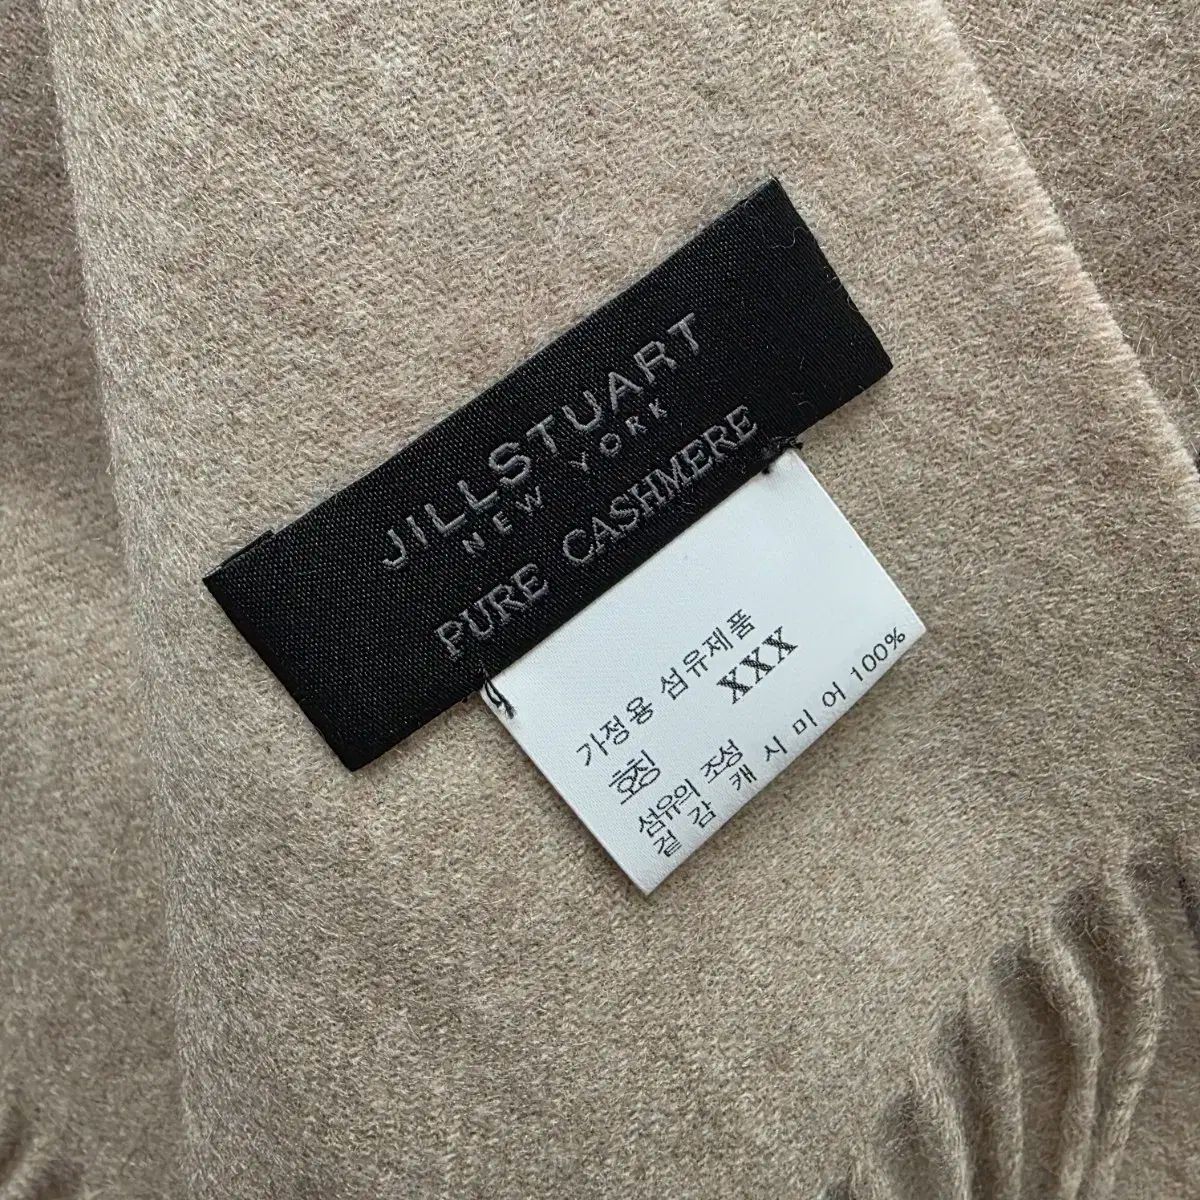 JILLSTUART
NEW YORK
PURE CASHMERE
가정용 섬유제품
호칭 XXX
섬유의 조성
겉감 캐시미어 100%